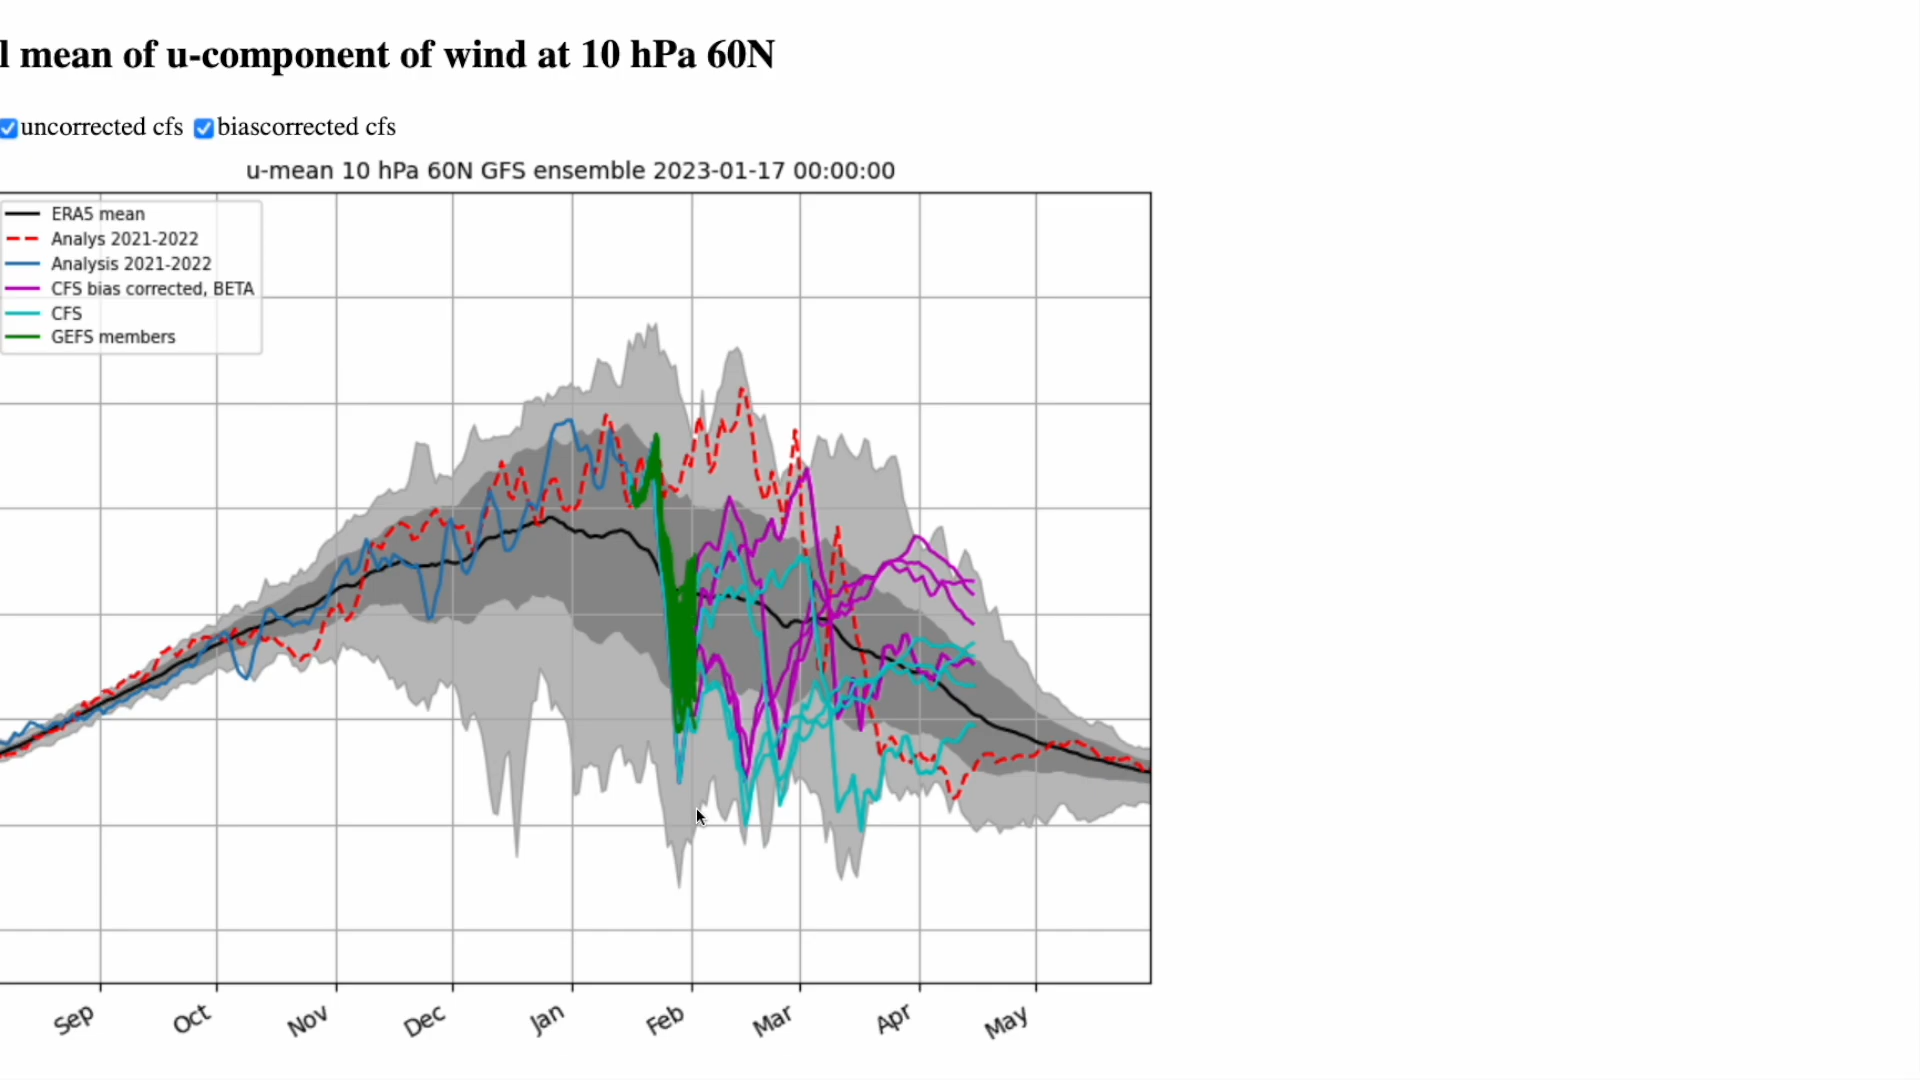 l mean of u-component of wind at 10 hPa 60N
uncorrected cfs biascorrected cfs
u-mean 10 hPa 60N GFS ensemble 2023-01-17 00:00:00
ERA5 mean
Analys 2021-2022
Analysis 2021-2022
CFS bias corrected, BETA
CFS
GEFS members
Sep Oct Nov Dec Jan Feb Mar Apr May